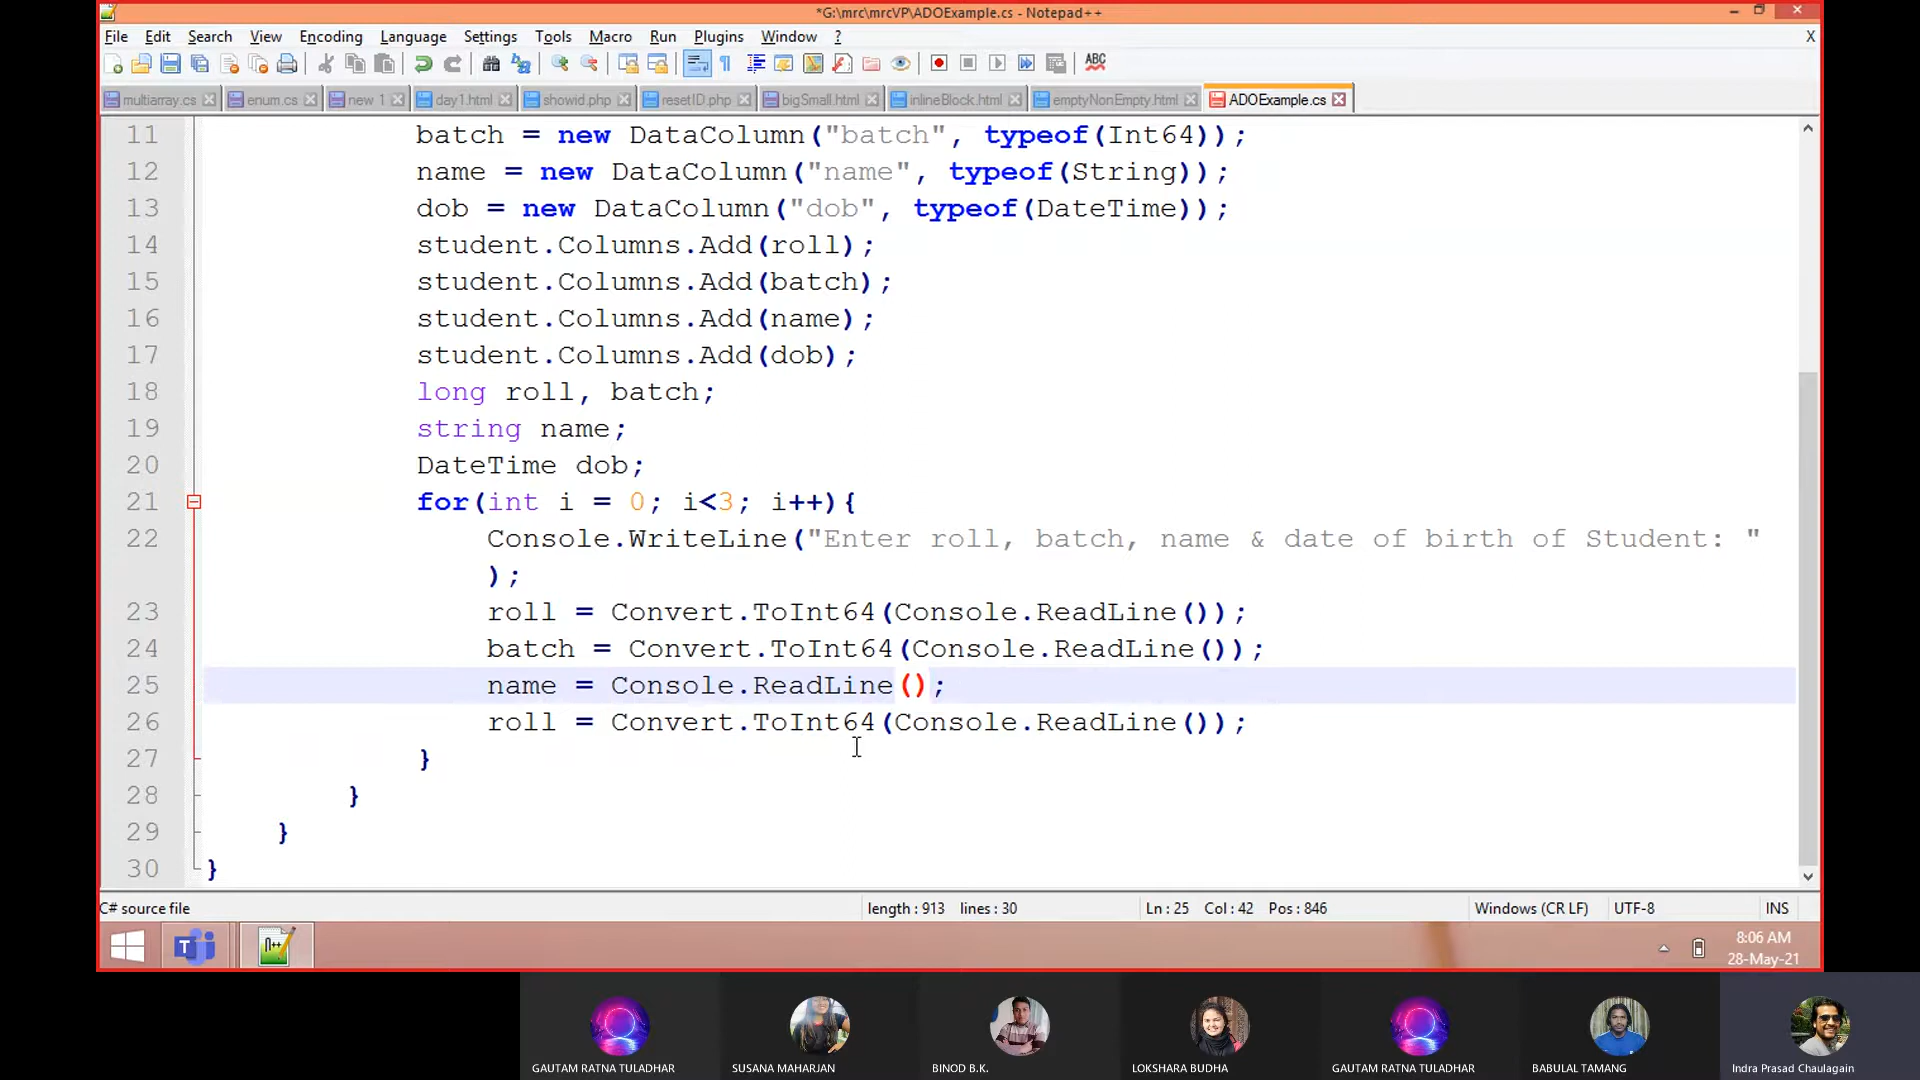 *G:\mrc\mrcVP\ADOExample.cs - Notepad++
File Edit Search View Encoding Language Settings Tools Macro Run Plugins Window ? X
ABC
multiarray.cs enum.cs new 1 day1.html showid.php resetID.php bigSmall.html inlineBlock.html emptyNonEmpty.html ADOExample.cs
11 batch = new DataColumn("batch", typeof(Int64));
12 name = new DataColumn("name", typeof(String));
13 dob = new DataColumn("dob", typeof(DateTime));
14 student.Columns.Add(roll);
15 student.Columns.Add(batch);
16 student.Columns.Add(name);
17 student.Columns.Add(dob);
18 long roll, batch;
19 string name;
20 DateTime dob;
21 for(int i = 0; i<3; i++){
22 Console.WriteLine("Enter roll, batch, name & date of birth of Student: "
);
23 roll = Convert.ToInt64(Console.ReadLine());
24 batch = Convert.ToInt64(Console.ReadLine());
25 name = Console.ReadLine();
26 roll = Convert.ToInt64(Console.ReadLine());
27 }
28 }
29 }
30 }
C# source file length : 913 lines : 30 Ln : 25 Col : 42 Pos : 846 Windows (CR LF) UTF-8 INS
8:06 AM
28-May-21
GAUTAM RATNA TULADHAR SUSANA MAHARJAN BINOD B.K. LOKSHARA BUDHA GAUTAM RATNA TULADHAR BABULAL TAMANG Indra Prasad Chaulagain